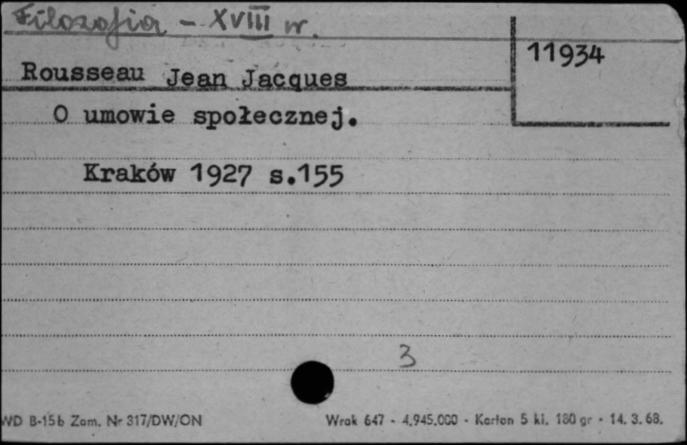 Filozofia - XVIII w.
11934
Rousseau Jean Jacques
O umowie społecznej.
Kraków 1927 s.155
3
WD B-15b Zam. Nr 317/DW/ON
Wrak 647 - 4.945.000 - Karton 5 kl. 180 gr - 14. 3. 68.